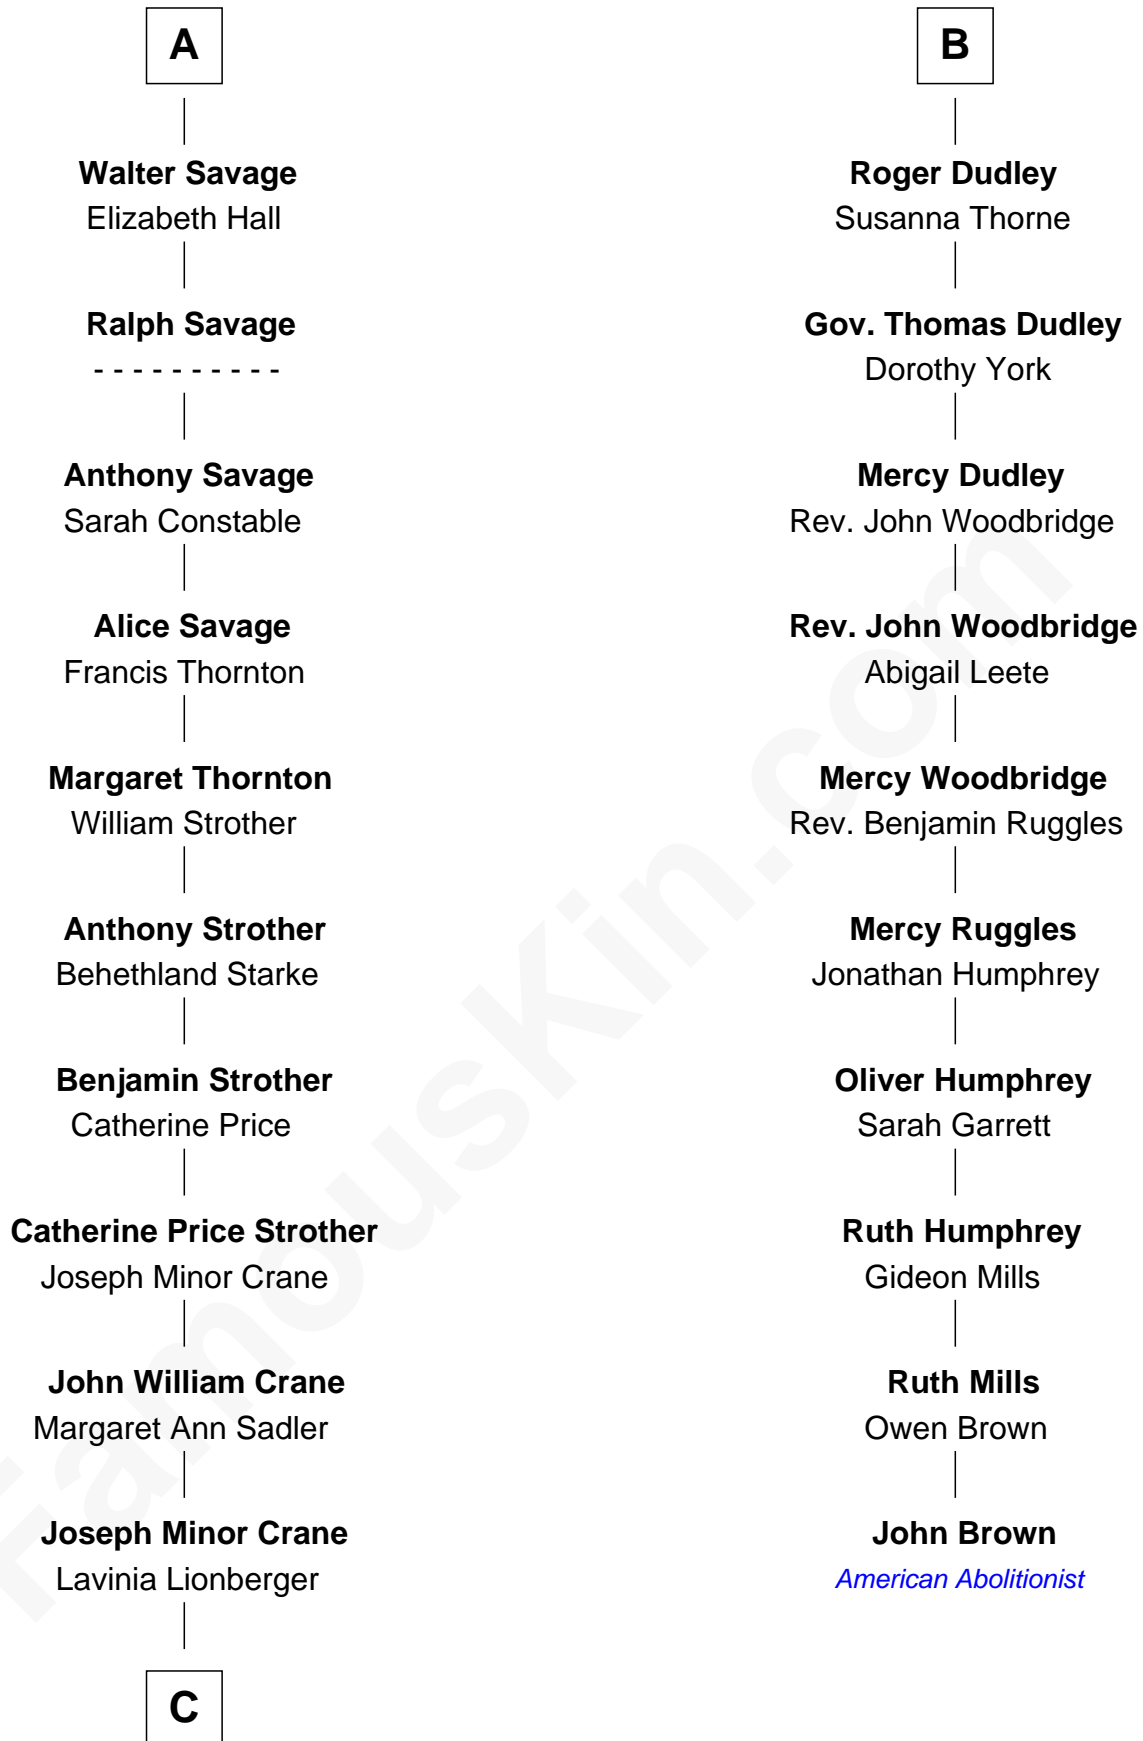 A
Walter Savage
Elizabeth Hall
Ralph Savage
- - - - - - - - - -
Anthony Savage
Sarah Constable
Alice Savage
Francis Thornton
Margaret Thornton
William Strother
Anthony Strother
Behethland Starke
Benjamin Strother
Catherine Price
Catherine Price Strother
Joseph Minor Crane
John William Crane
Margaret Ann Sadler
Joseph Minor Crane
Lavinia Lionberger
C
B
Roger Dudley
Susanna Thorne
Gov. Thomas Dudley
Dorothy York
Mercy Dudley
Rev. John Woodbridge
Rev. John Woodbridge
Abigail Leete
Mercy Woodbridge
Rev. Benjamin Ruggles
Mercy Ruggles
Jonathan Humphrey
Oliver Humphrey
Sarah Garrett
Ruth Humphrey
Gideon Mills
Ruth Mills
Owen Brown
John Brown
American Abolitionist
FamousKin.com